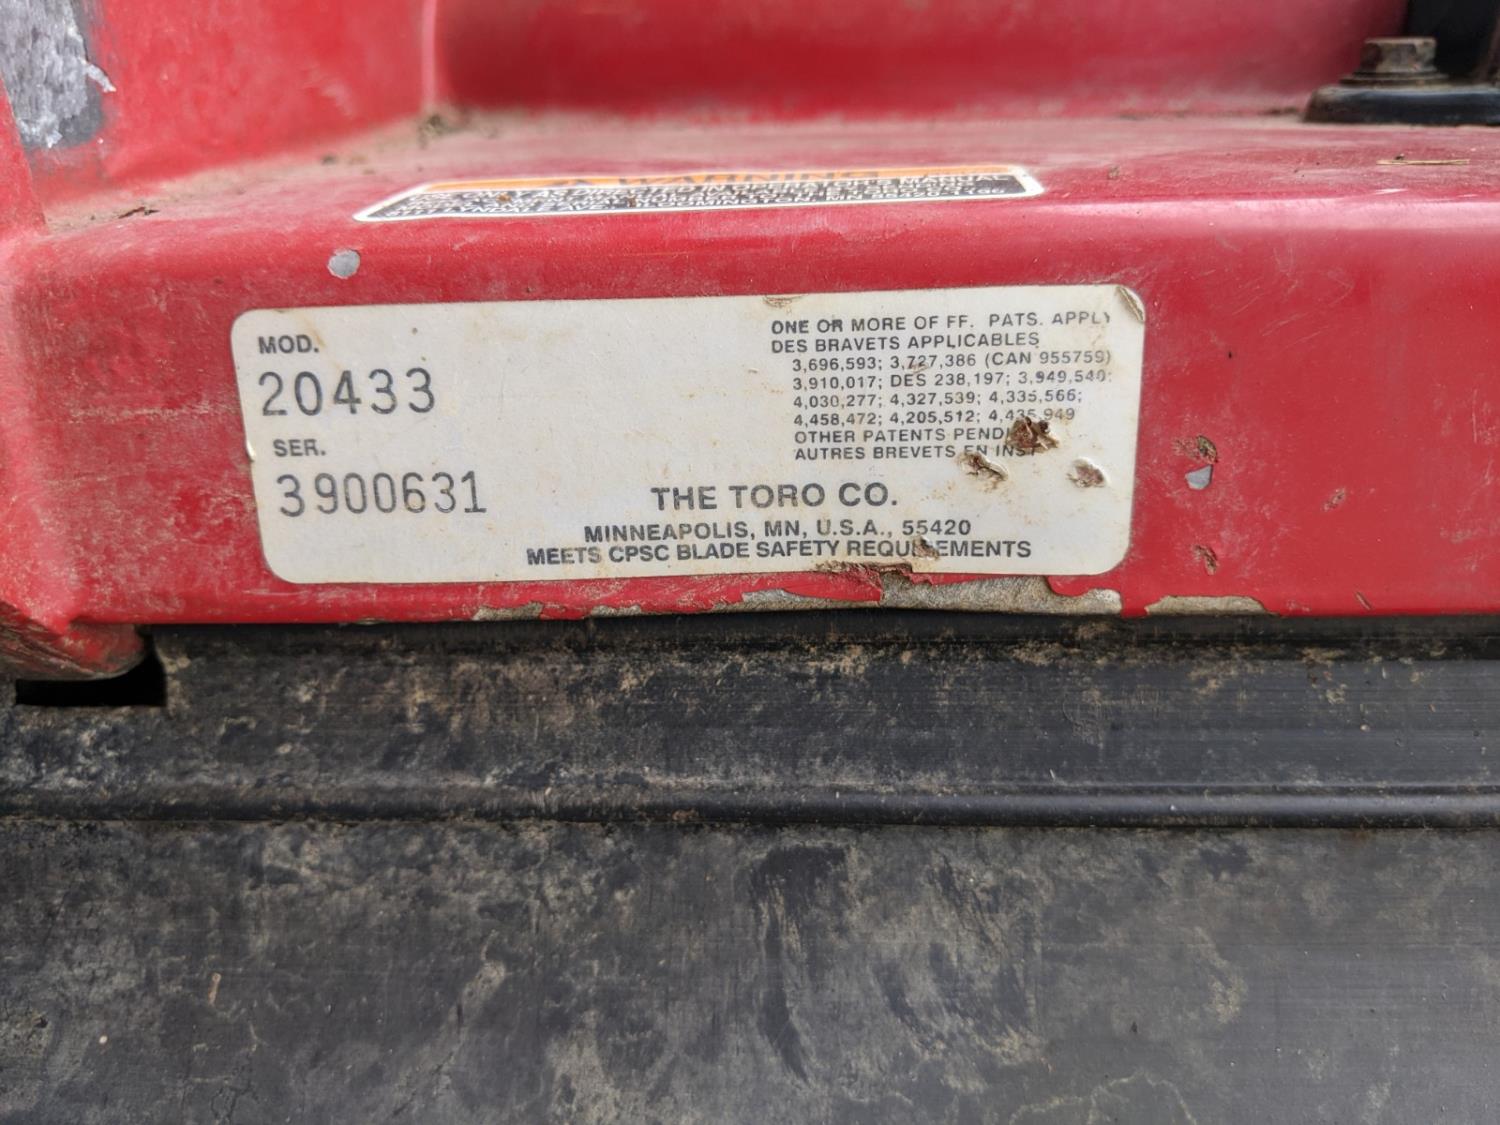 WARNING
MOD.
20433
SER.
3900631
ONE OR MORE OF FF. PATS. APPLY
DES BRAVETS APPLICABLES
3,696,593; 3,727,386 (CAN 955759)
3,910,017; DES 238,197; 3,949,540;
4,030,277; 4,327,539; 4,335,566;
4,458,472; 4,205,512; 4,435,949
OTHER PATENTS PENDI
AUTRES BREVETS EN INST
THE TORO CO.
MINNEAPOLIS, MN, U.S.A., 55420
MEETS CPSC BLADE SAFETY REQUIREMENTS